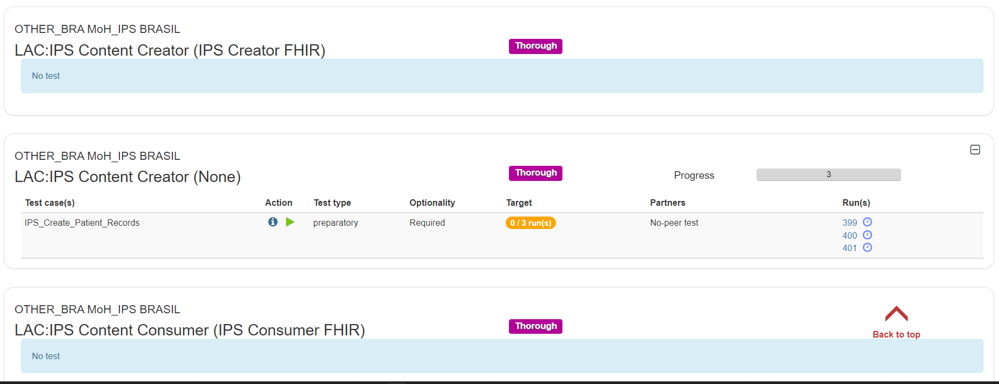 OTHER_BRA MoH_IPS BRASIL
LAC:IPS Content Creator (IPS Creator FHIR)
Thorough
No test
OTHER_BRA MoH_IPS BRASIL
LAC:IPS Content Creator (None)
Thorough
Progress
3
Test case(s) Action Test type Optionality Target Partners Run(s)
IPS_Create_Patient_Records preparatory Required 0 / 3 run(s) No-peer test 399
400
401
OTHER_BRA MoH_IPS BRASIL
LAC:IPS Content Consumer (IPS Consumer FHIR)
Thorough
Back to top
No test